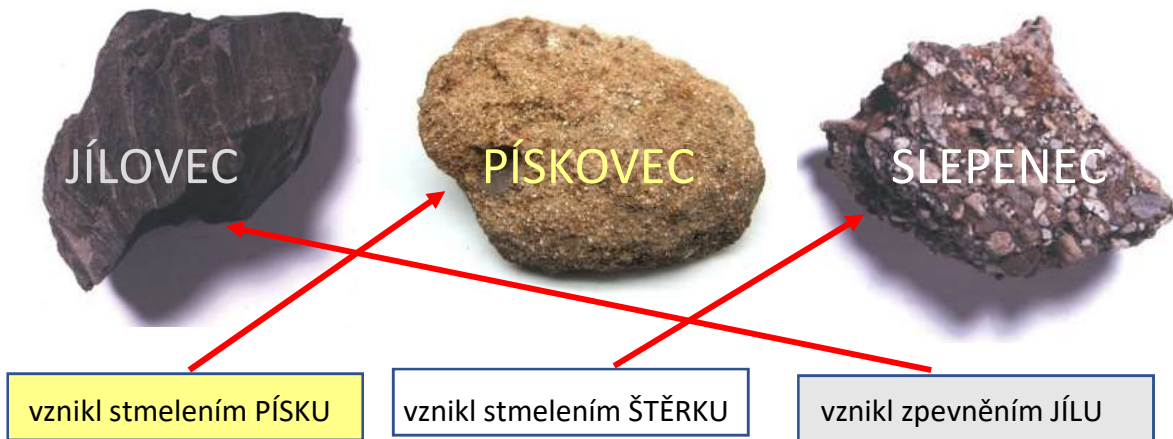 JÍLOVEC
PÍSKOVEC
SLEPENEC
vznikl stmelením PÍSKU
vznikl stmelením ŠTĚRKU
vznikl zpevněním JÍLU